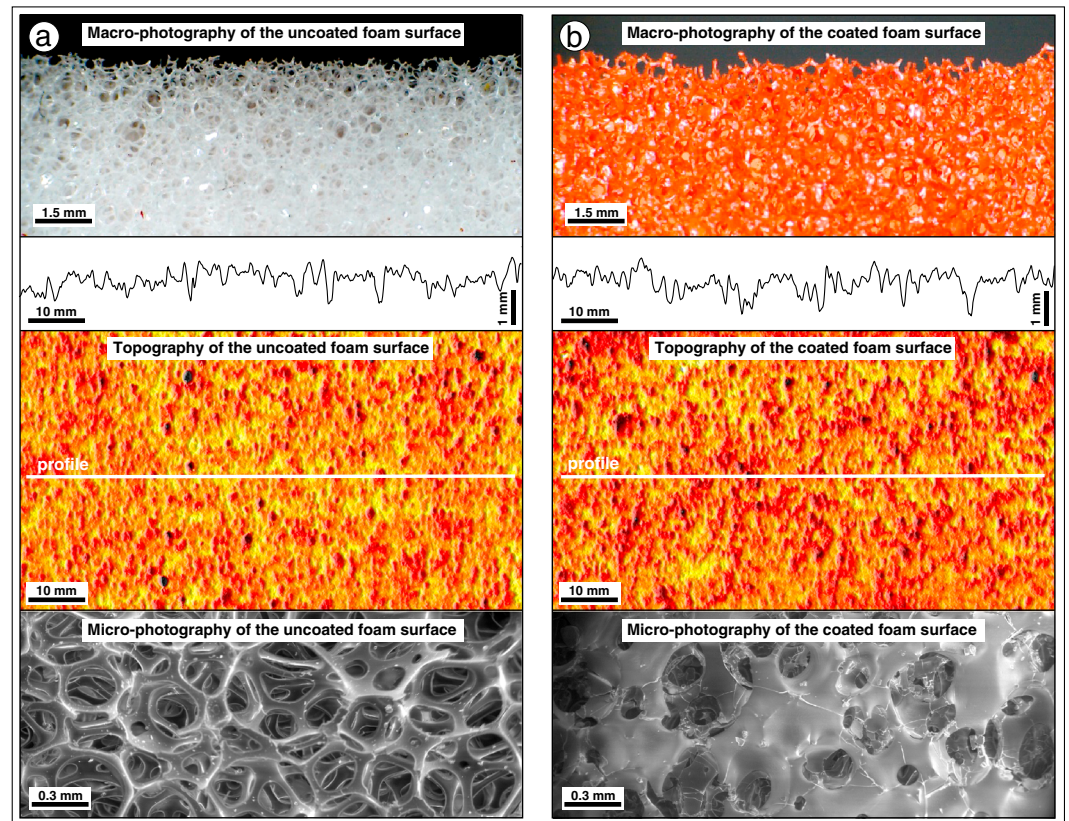 a
Macro-photography of the uncoated foam surface
1.5 mm
10 mm
1 mm
Topography of the uncoated foam surface
profile
10 mm
Micro-photography of the uncoated foam surface
0.3 mm
b
Macro-photography of the coated foam surface
1.5 mm
10 mm
1 mm
Topography of the coated foam surface
profile
10 mm
Micro-photography of the coated foam surface
0.3 mm